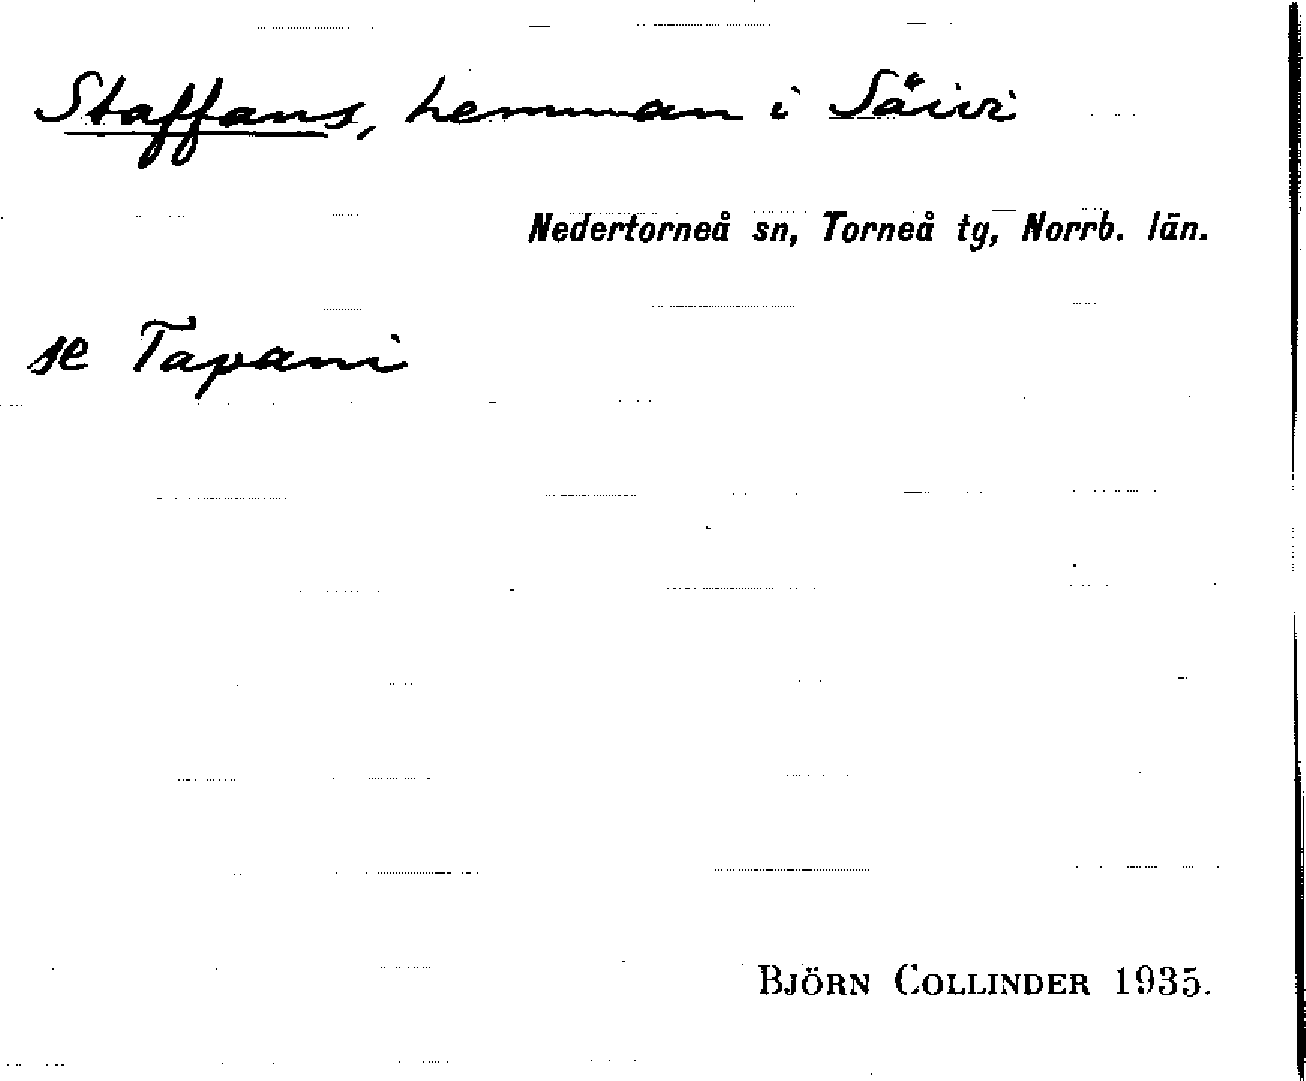 Staffans, hemman i Säivi
Nedertorneå sn, Torneå tg, Norrb. län.
se Tapani
BJÖRN COLLINDER 1935.